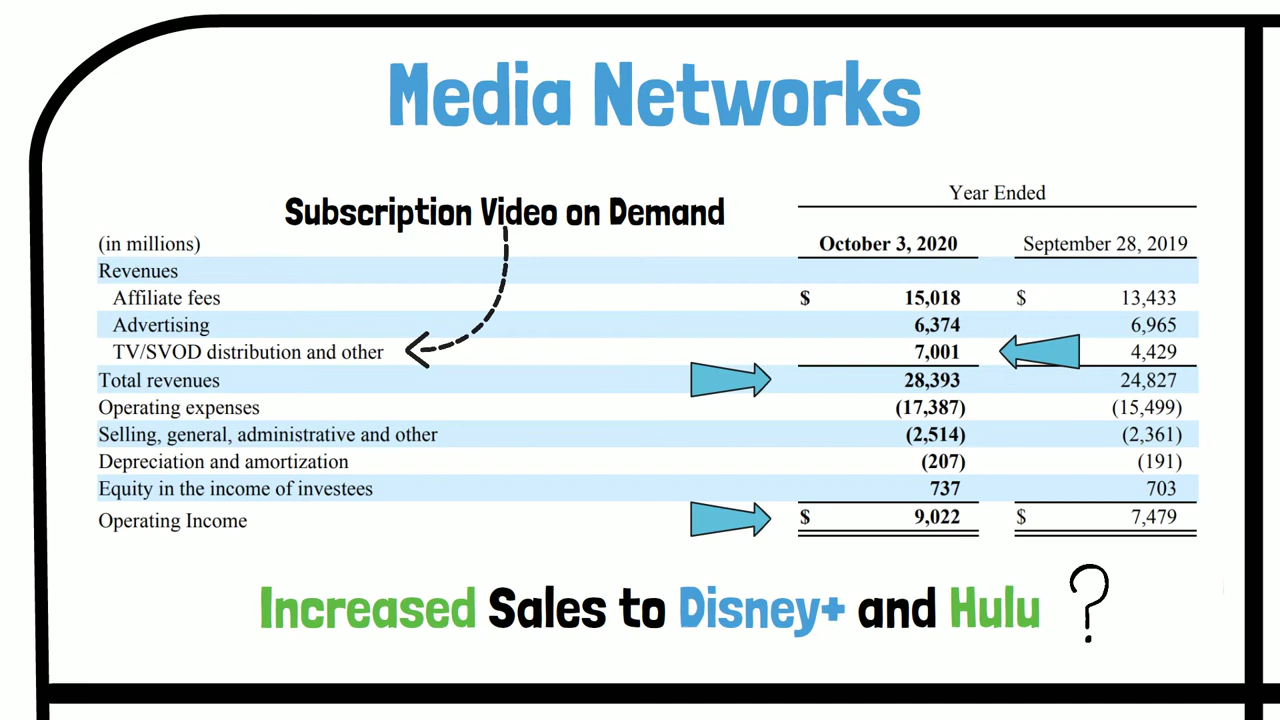 Media Networks
Subscription Video on Demand
Year Ended
(in millions) October 3, 2020 September 28, 2019
Revenues
Affiliate fees $ 15,018 $ 13,433
Advertising 6,374 6,965
TV/SVOD distribution and other 7,001 4,429
Total revenues 28,393 24,827
Operating expenses (17,387) (15,499)
Selling, general, administrative and other (2,514) (2,361)
Depreciation and amortization (207) (191)
Equity in the income of investees 737 703
Operating Income $ 9,022 $ 7,479
Increased Sales to Disney+ and Hulu ?